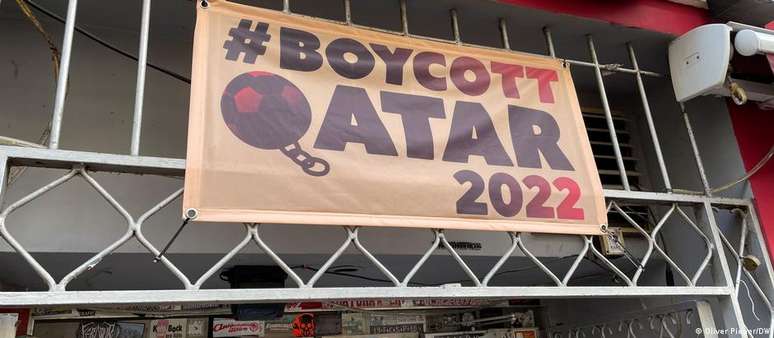 #BOYCOTT
QATAR
2022
© Oliver Pieper/DW